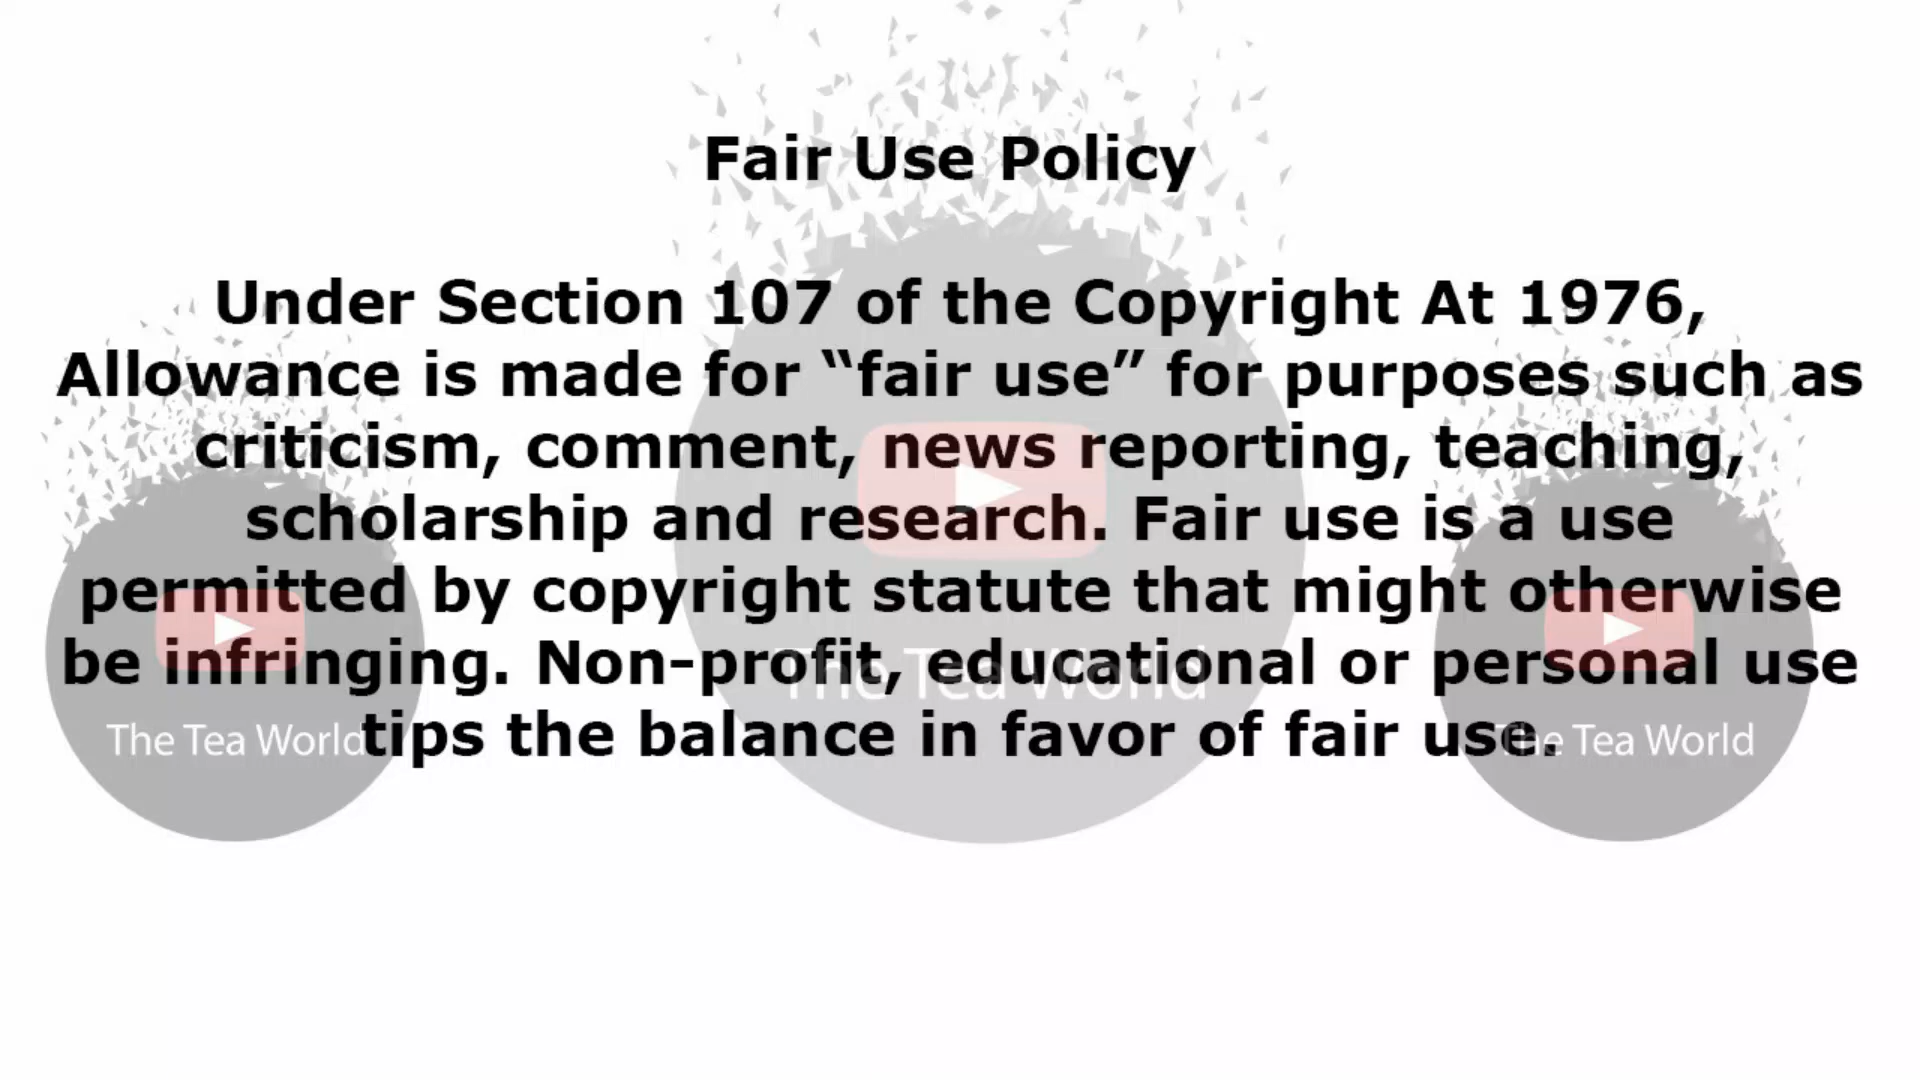 Fair Use Policy
Under Section 107 of the Copyright At 1976,
Allowance is made for “fair use” for purposes such as
criticism, comment, news reporting, teaching,
scholarship and research. Fair use is a use
permitted by copyright statute that might otherwise
be infringing. Non-profit, educational or personal use
tips the balance in favor of fair use.
The Tea World
The Tea World
The Tea World